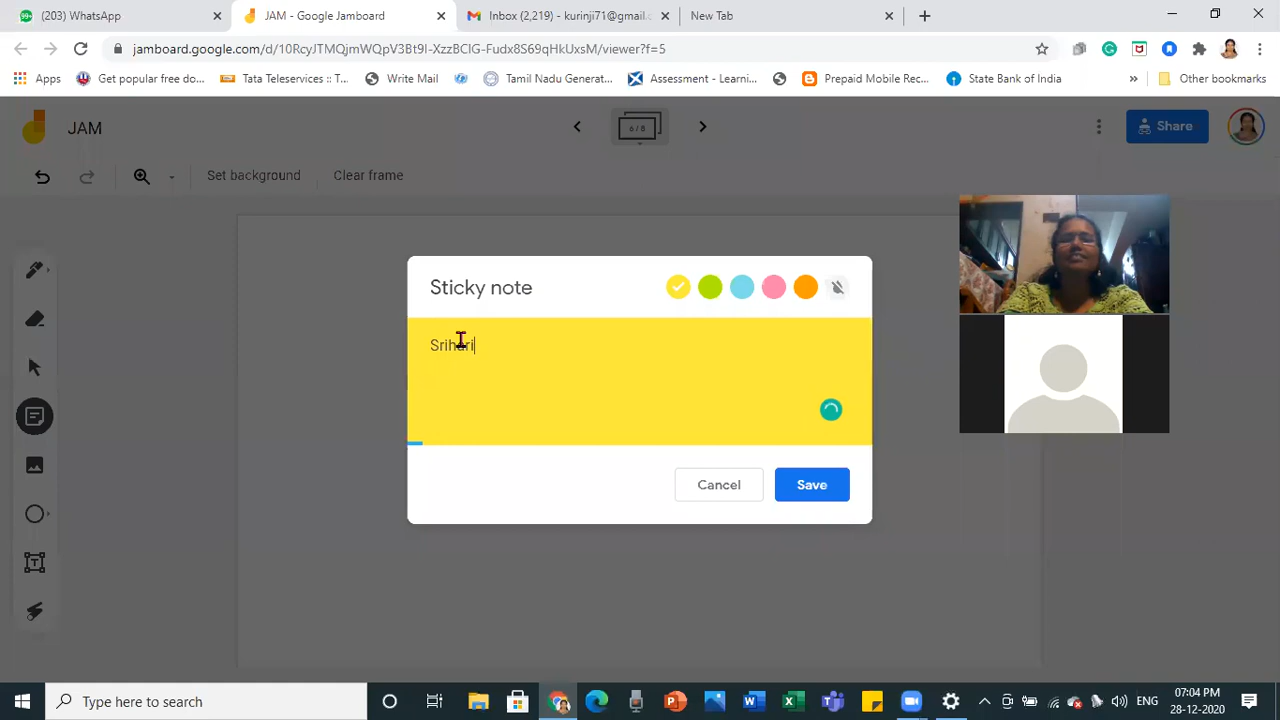 99+
(203) WhatsApp
JAM - Google Jamboard
Inbox (2,219) - kurinji71@gmail.c
New Tab
jamboard.google.com/d/10RcyJTMQjmWQpV3Bt9I-XzzBClG-Fudx8S69qHkUxsM/viewer?f=5
Apps
Get popular free do...
Tata Teleservices :: T...
Write Mail
Tamil Nadu Generat...
Assessment - Learni...
Prepaid Mobile Rec...
State Bank of India
»
Other bookmarks
JAM
6 / 8
Share
Set background
Clear frame
Sticky note
Srihari
Cancel
Save
Type here to search
ENG
07:04 PM
28-12-2020